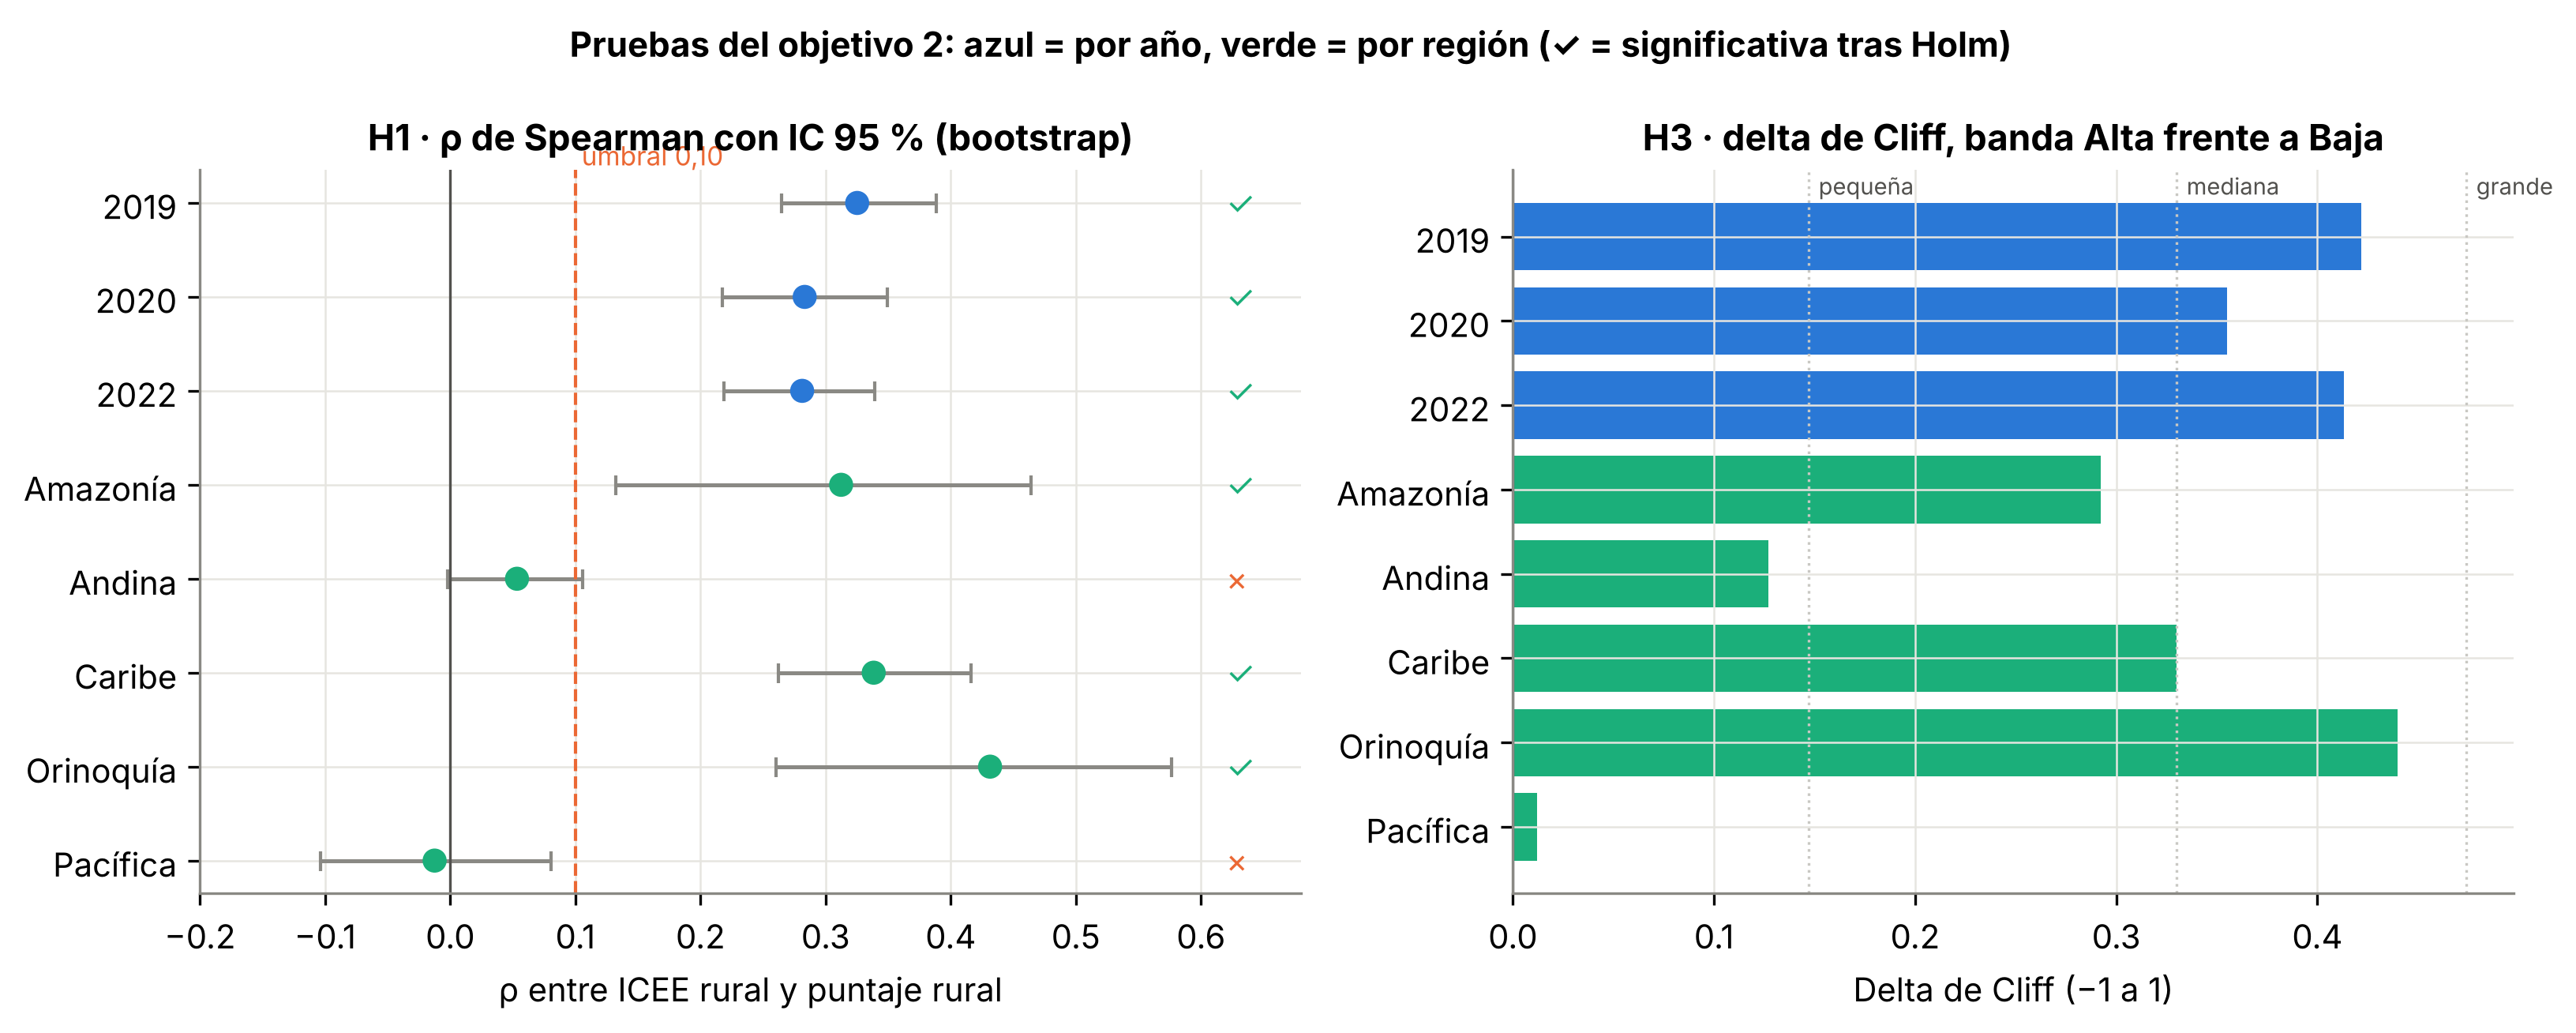 Pruebas del objetivo 2: azul = por año, verde = por región (✓ = significativa tras Holm)
H1 · ρ de Spearman con IC 95 % (bootstrap)
umbral 0,10
2019
✓
2020
✓
2022
✓
Amazonía
✓
Andina
×
Caribe
✓
Orinoquía
✓
Pacífica
×
−0.2 −0.1 0.0 0.1 0.2 0.3 0.4 0.5 0.6
ρ entre ICEE rural y puntaje rural
H3 · delta de Cliff, banda Alta frente a Baja
pequeña mediana grande
2019
2020
2022
Amazonía
Andina
Caribe
Orinoquía
Pacífica
0.0 0.1 0.2 0.3 0.4
Delta de Cliff (−1 a 1)